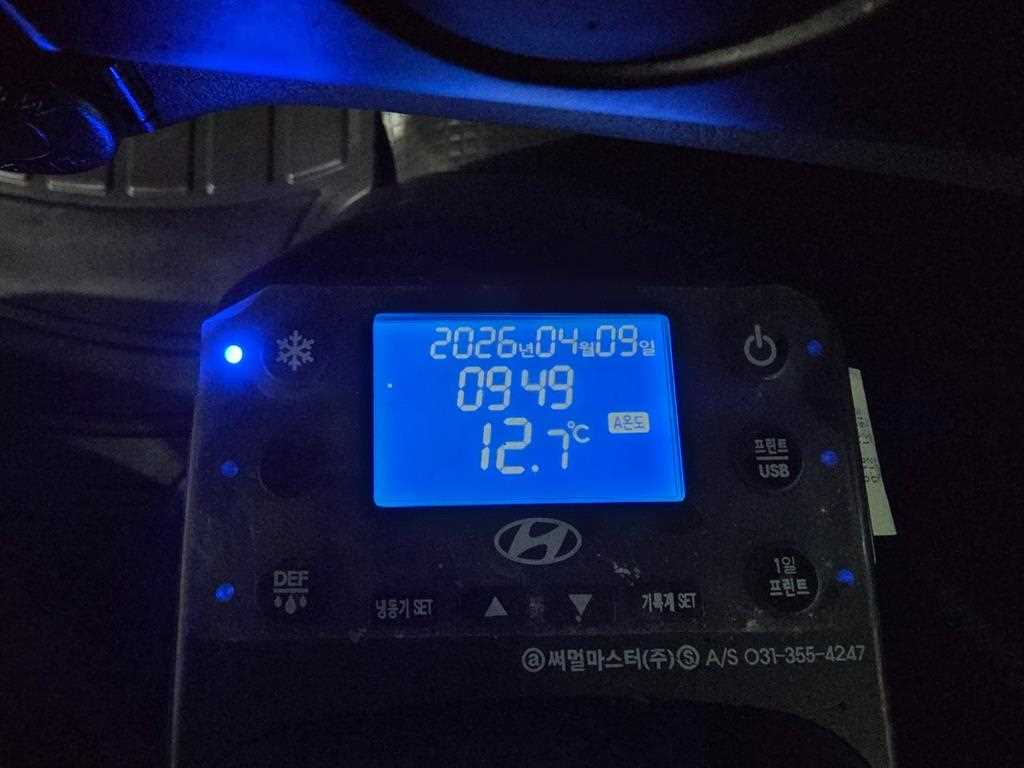 2026년04월09일
09 49
12.7℃ A온도
프린트
USB
DEF
1일
프린트
냉동기 SET
기록계 SET
ⓐ써멀마스터(주)Ⓢ A/S 031-355-4247